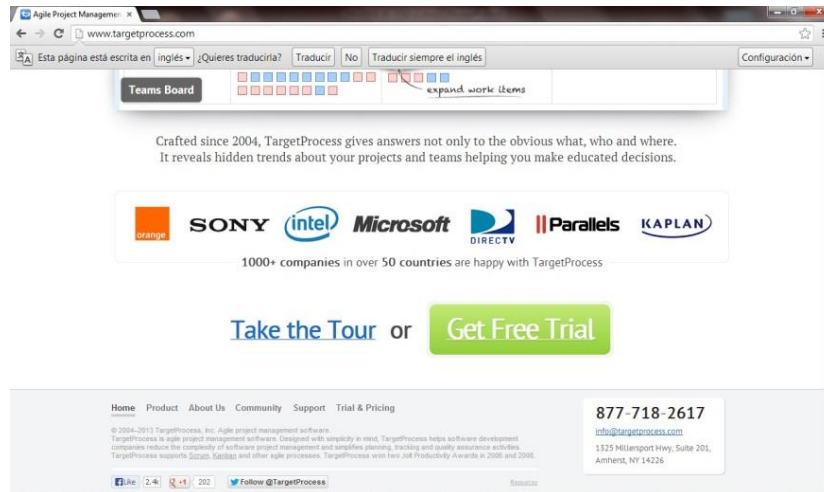 Agile Project Managemen
www.targetprocess.com
Esta página está escrita en inglés ¿Quieres traducirla? Traducir No Traducir siempre el inglés Configuración
Teams Board
expand work items
Crafted since 2004, TargetProcess gives answers not only to the obvious what, who and where.
It reveals hidden trends about your projects and teams helping you make educated decisions.
orange SONY intel Microsoft DIRECTV Parallels KAPLAN
1000+ companies in over 50 countries are happy with TargetProcess
Take the Tour or Get Free Trial
Home Product About Us Community Support Trial & Pricing
© 2004-2013 TargetProcess, Inc. Agile project management software.
TargetProcess is agile project management software. Designed with simplicity in mind, TargetProcess helps software development
companies reduce the complexity of software project management and simplifies planning, tracking and quality assurance activities.
TargetProcess supports Scrum, Kanban and other agile processes. TargetProcess won two Jolt Productivity Awards in 2006 and 2008.
877-718-2617
info@targetprocess.com
1325 Millersport Hwy, Suite 201,
Amherst, NY 14226
Like 2.4k +1 202 Follow @TargetProcess Resources